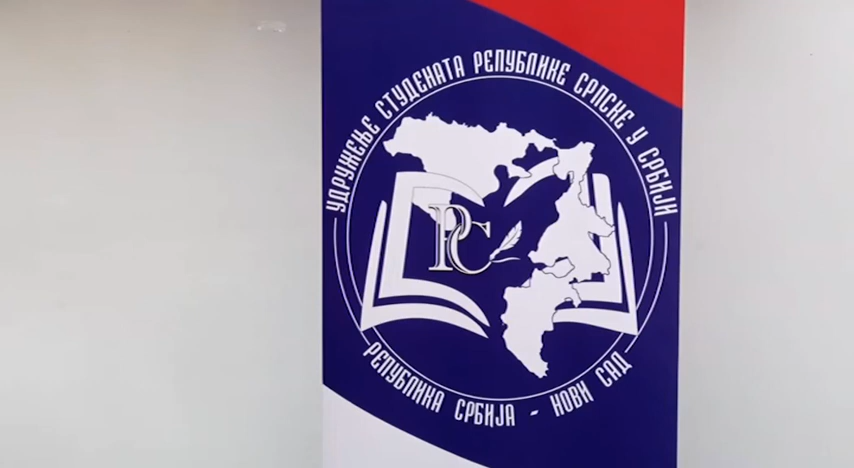 УДРУЖЕЊЕ СТУДЕНАТА РЕПУБЛИКЕ СРПСКЕ У СРБИЈИ
РС
РЕПУБЛИКА СРБИЈА - НОВИ САД